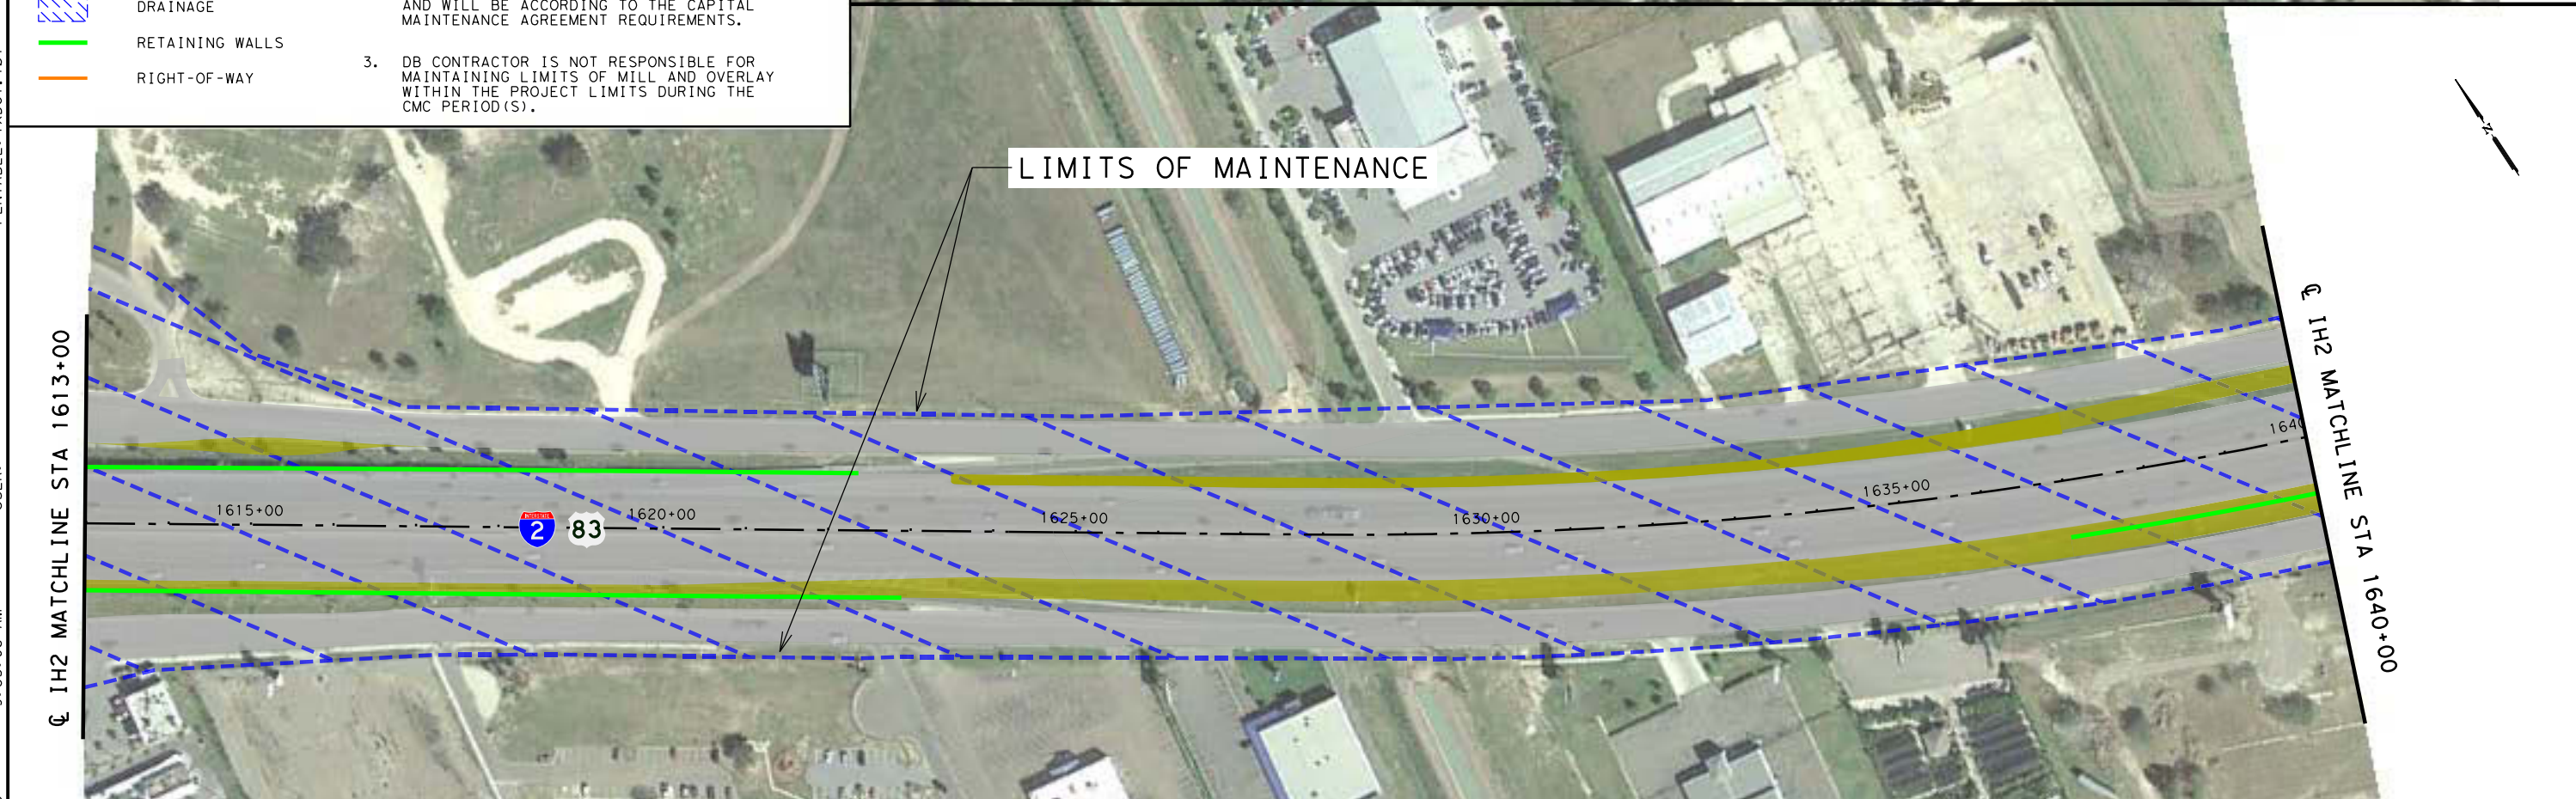 DRAINAGE
RETAINING WALLS
RIGHT-OF-WAY
AND WILL BE ACCORDING TO THE CAPITAL
MAINTENANCE AGREEMENT REQUIREMENTS.
3. DB CONTRACTOR IS NOT RESPONSIBLE FOR
MAINTAINING LIMITS OF MILL AND OVERLAY
WITHIN THE PROJECT LIMITS DURING THE
CMC PERIOD(S).
LIMITS OF MAINTENANCE
N
℄ IH2 MATCHLINE STA 1613+00
1615+00
INTERSTATE
2
83
1620+00
1625+00
1630+00
1635+00
1640
℄ IH2 MATCHLINE STA 1640+00